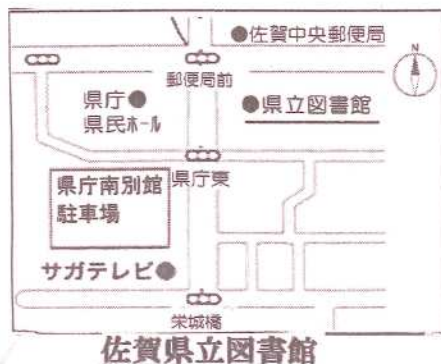 ●佐賀中央郵便局
N
郵便局前
県庁●
県民ホール
●県立図書館
県庁東
県庁南別館
駐車場
サガテレビ●
栄城橋
佐賀県立図書館